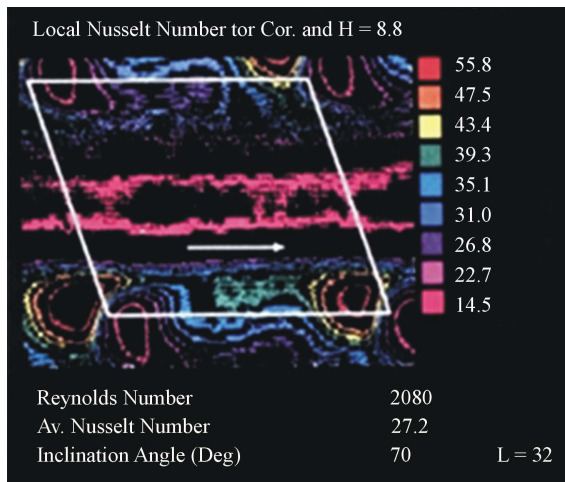 Local Nusselt Number tor Cor. and H = 8.8
55.8
47.5
43.4
39.3
35.1
31.0
26.8
22.7
14.5
Reynolds Number 2080
Av. Nusselt Number 27.2
Inclination Angle (Deg) 70 L = 32